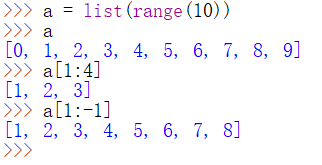 >>> a = list(range(10))
>>> a
[0, 1, 2, 3, 4, 5, 6, 7, 8, 9]
>>> a[1:4]
[1, 2, 3]
>>> a[1:-1]
[1, 2, 3, 4, 5, 6, 7, 8]
>>>